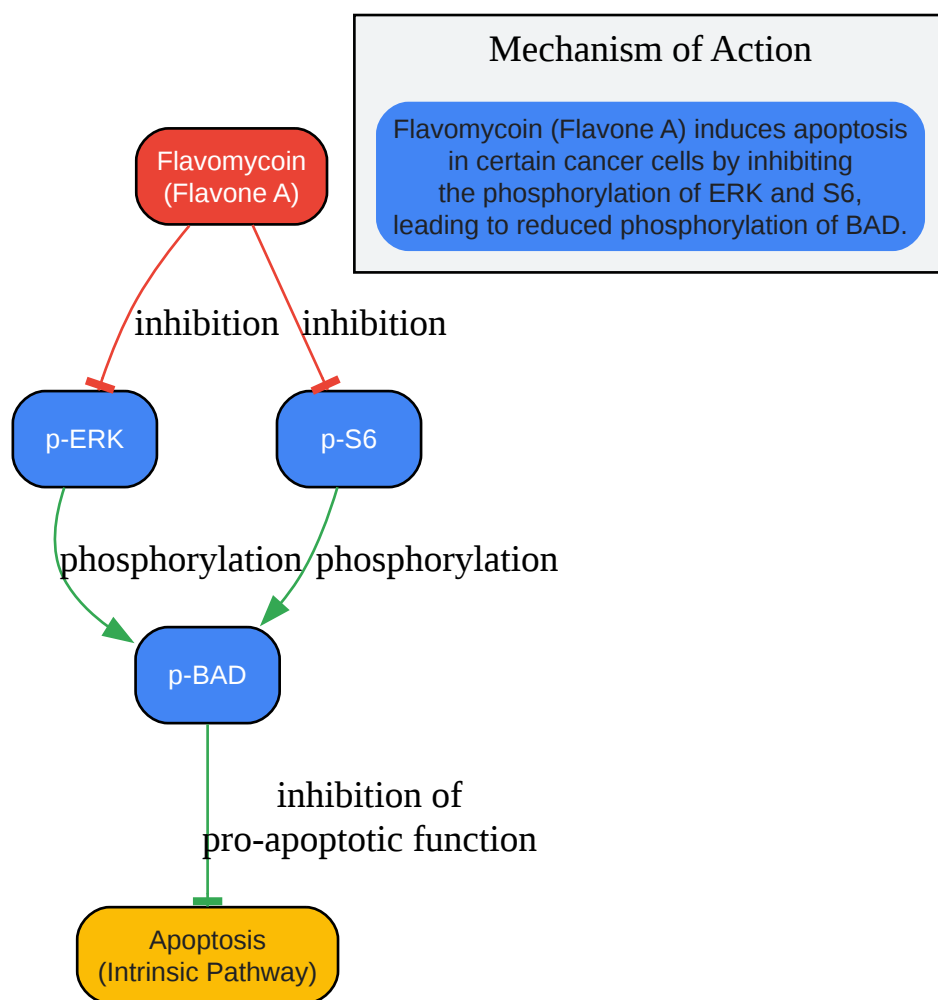 Mechanism of Action
Flavomycoin (Flavone A) induces apoptosis
in certain cancer cells by inhibiting
the phosphorylation of ERK and S6,
leading to reduced phosphorylation of BAD.
Flavomycoin
(Flavone A)
inhibition
inhibition
p-ERK
p-S6
phosphorylation
phosphorylation
p-BAD
inhibition of
pro-apoptotic function
Apoptosis
(Intrinsic Pathway)